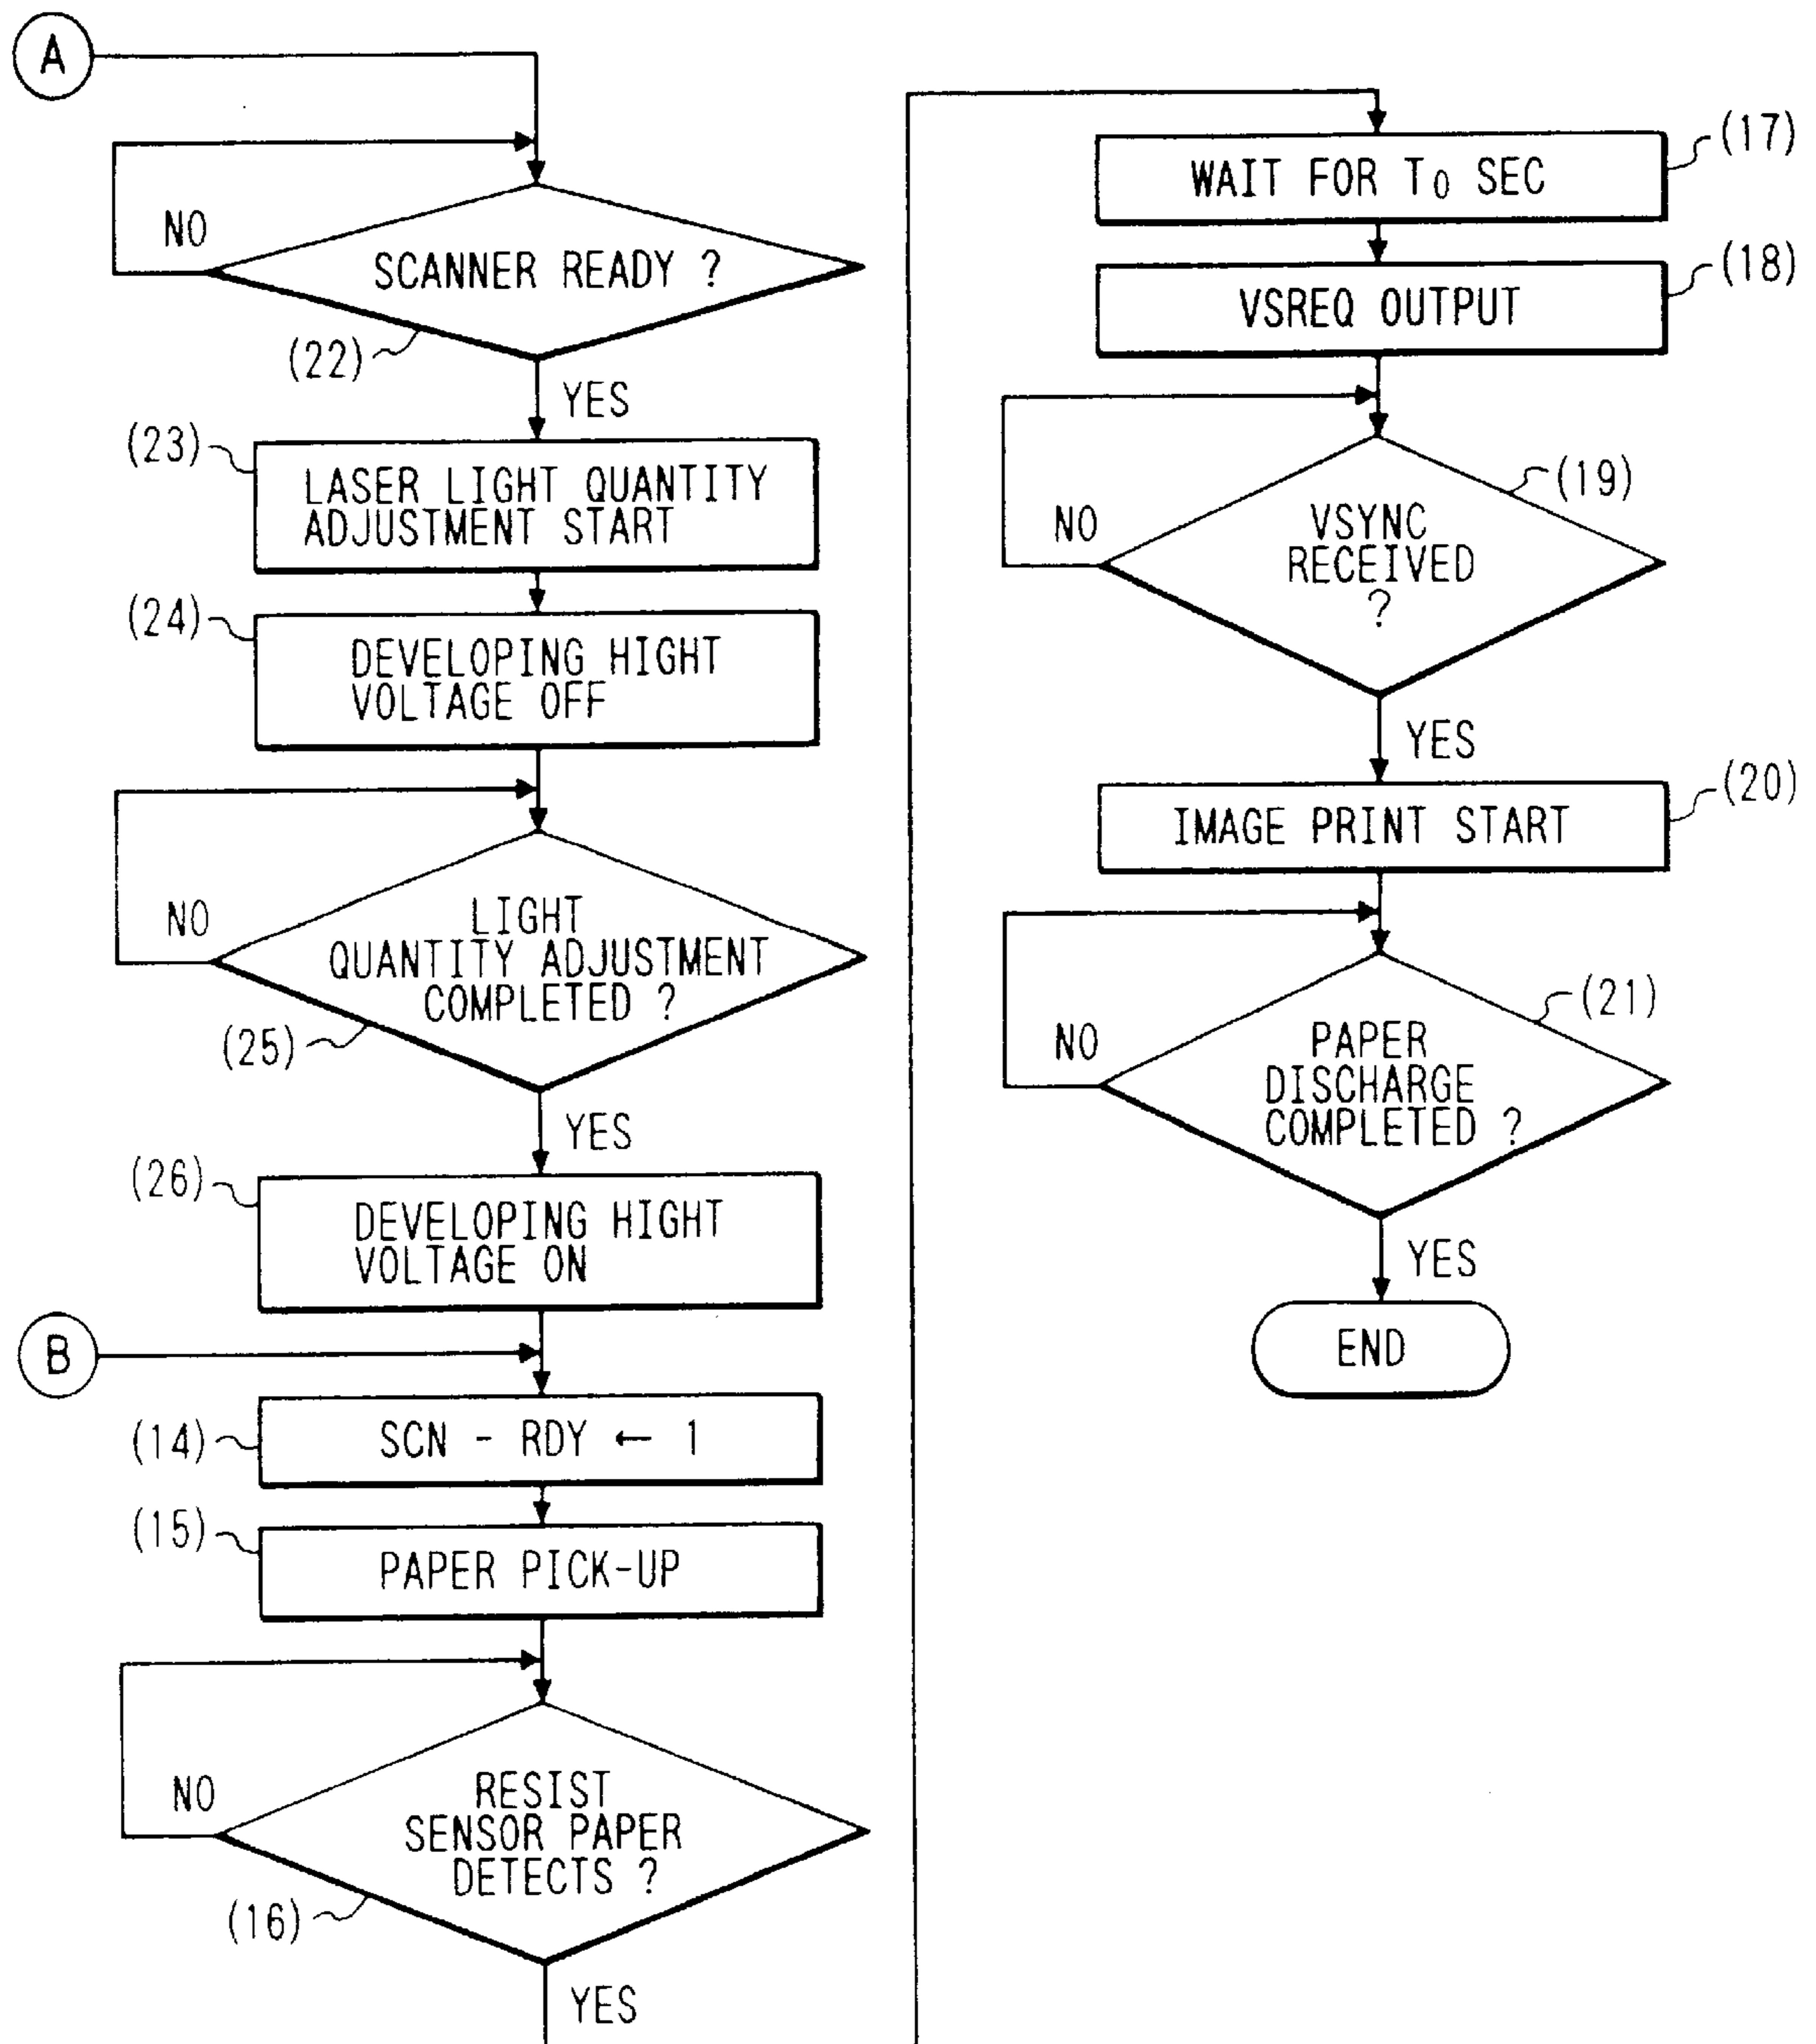 A
NO
SCANNER READY ?
(22)
YES
(23)
LASER LIGHT QUANTITY
ADJUSTMENT START
(24)
DEVELOPING HIGHT
VOLTAGE OFF
NO
LIGHT
QUANTITY ADJUSTMENT
COMPLETED ?
(25)
YES
(26)
DEVELOPING HIGHT
VOLTAGE ON
B
(14)
SCN - RDY ← 1
(15)
PAPER PICK-UP
NO
RESIST
SENSOR PAPER
DETECTS ?
(16)
YES
(17)
WAIT FOR T0 SEC
(18)
VSREQ OUTPUT
(19)
NO
VSYNC
RECEIVED
?
YES
(20)
IMAGE PRINT START
(21)
NO
PAPER
DISCHARGE
COMPLETED ?
YES
END